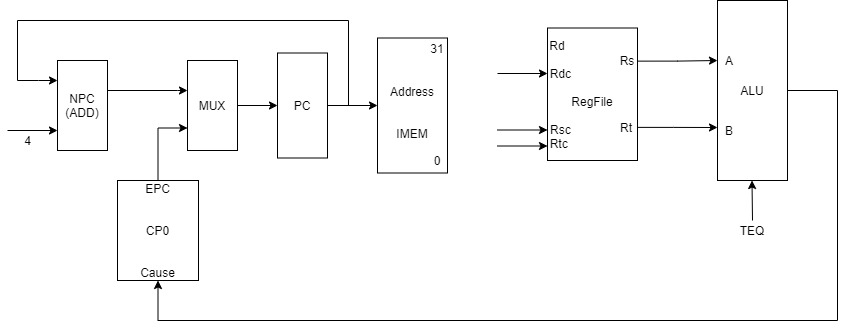 NPC
(ADD)
4
MUX
PC
31
Address
IMEM
0
Rd
Rdc
Rs
RegFile
Rsc
Rtc
Rt
A
ALU
B
TEQ
EPC
CP0
Cause